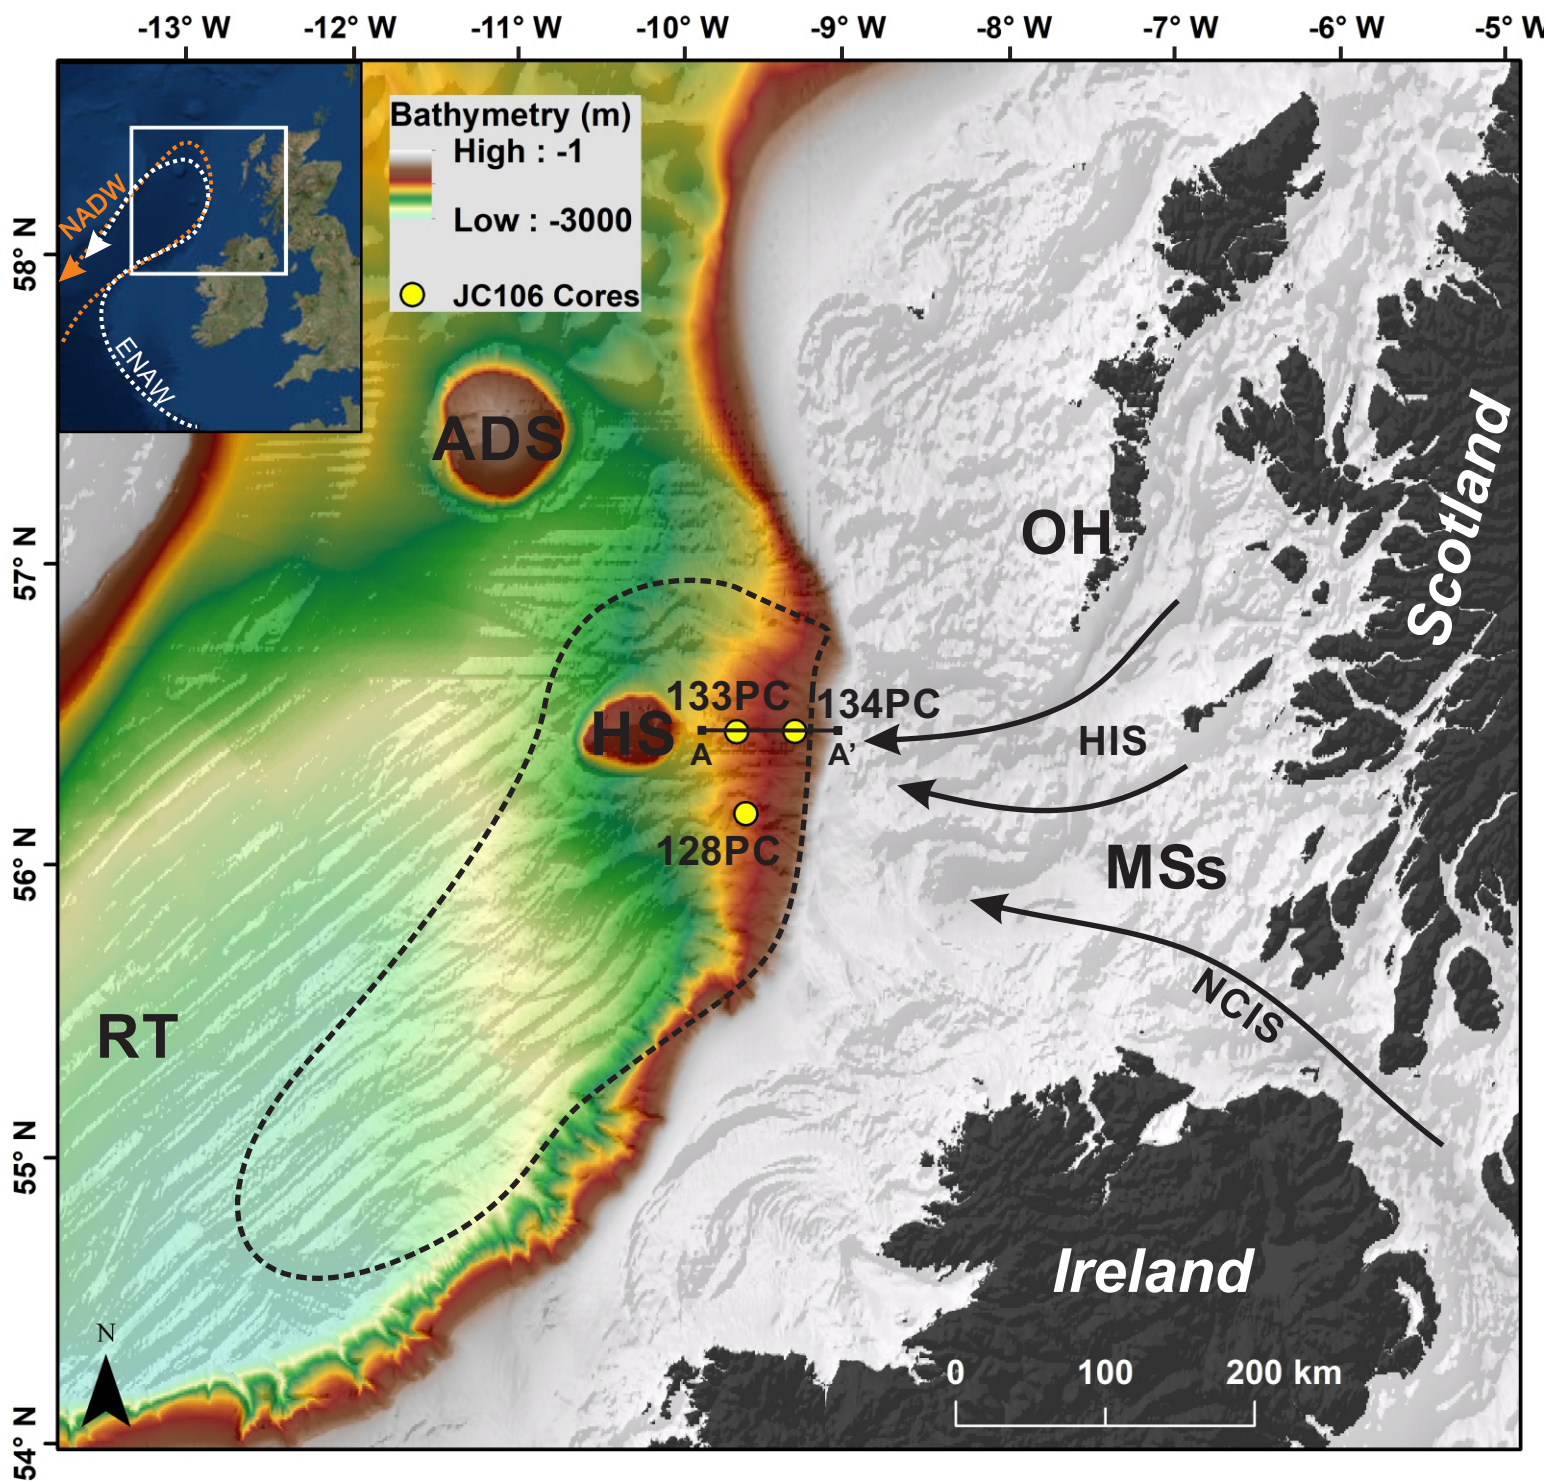 -13° W -12° W -11° W -10° W -9° W -8° W -7° W -6° W -5° W
58° N
57° N
56° N
55° N
54° N
NADW
ENAW
Bathymetry (m)
High : -1
Low : -3000
JC106 Cores
ADS
OH
Scotland
133PC
134PC
HS
A
A'
HIS
128PC
MSs
NCIS
RT
Ireland
N
0 100 200 km